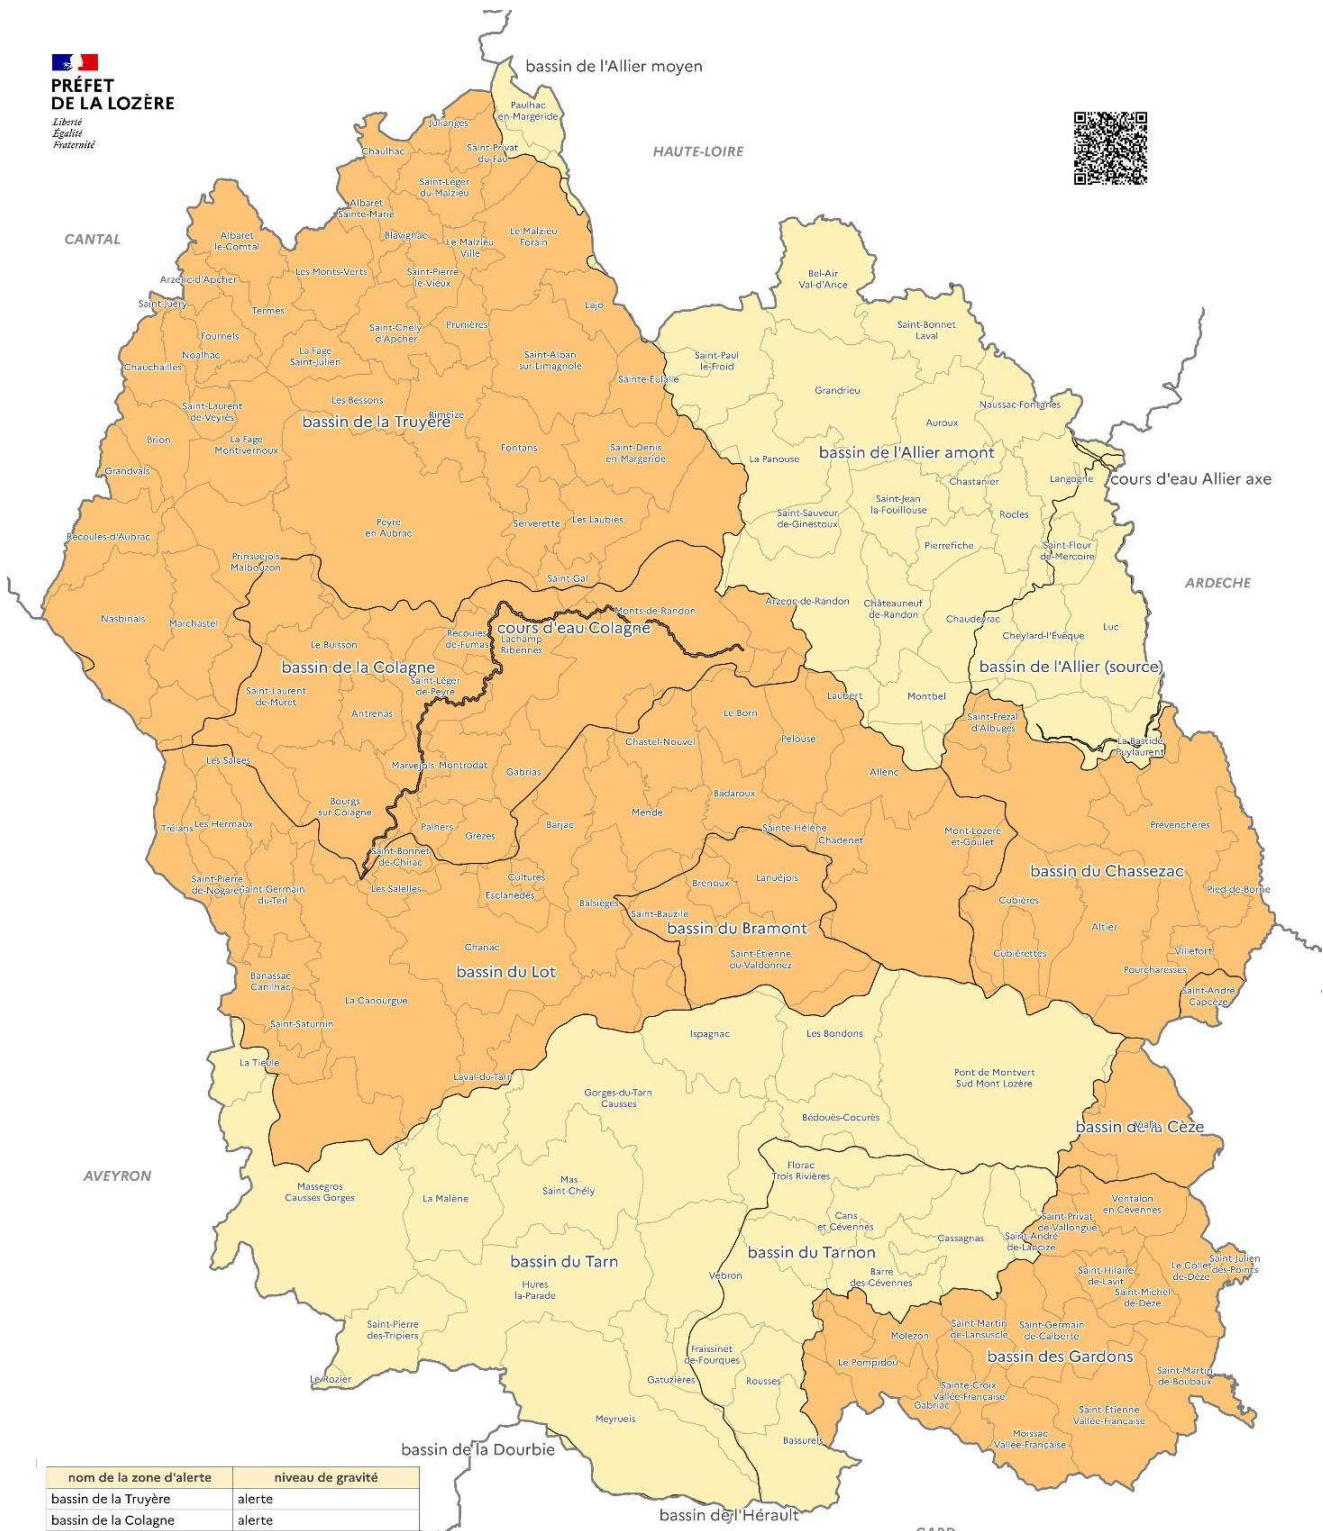 bassin de l'Allier moyen
PRÉFET
DE LA LOZÈRE
Liberté
Égalité
Fraternité
Paulhac
en-Margeride
Julianges
HAUTE-LOIRE
Chaulhac
Saint-Privat
du-Fau
Saint-Léger
du-Malzieu
Albaret
Sainte-Marie
CANTAL
Albaret
le-Comtal
Blavignac
Le Malzieu
Ville
Le Malzieu
Forain
Les Monts-Verts
Saint-Pierre
le-Vieux
Arzenc-d'Apcher
Bel-Air
Val-d'Ance
Saint-Juéry
Termes
Lajo
Fournels
Saint-Chély
d'Apcher
Prunières
Saint-Bonnet
Laval
Noalhac
La Fage
Saint-Julien
Saint-Alban
sur-Limagnole
Saint-Paul
le-Froid
Chauchailles
Sainte-Eulalie
Grandrieu
Les Bessons
Saint-Laurent
de-Veyrès
Rimeize
Naussac-Fontanes
bassin de la Truyère
Auroux
Brion
La Fage
Montivernoux
Fontans
Saint-Denis
en-Margeride
La Panouse
bassin de l'Allier amont
Grandvals
Chastanier
Langogne
cours d'eau Allier axe
Saint-Jean
la-Fouillouse
Saint-Sauveur
de-Ginestoux
Rocles
Peyre
en Aubrac
Serverette
Les Laubies
Recoules-d'Aubrac
Pierrefiche
Saint-Flour
de-Mercoire
Prinsuéjols
Malbouzon
Saint-Gal
ARDECHE
Arzenc-de-Randon
Châteauneuf
de-Randon
Monts-de-Randon
Nasbinals
Marchastel
Chaudeyrac
Luc
cours d'eau Colagne
Recoules
de-Fumas
Lachamp
Ribennes
Cheylard-l'Évêque
Le Buisson
bassin de la Colagne
bassin de l'Allier (source)
Saint-Léger
de-Peyre
Saint-Laurent
de-Muret
Laubert
Montbel
Antrenas
Le Born
Saint-Frézal
d'Albuges
Chastel-Nouvel
Pelouse
La Bastide
Puylaurent
Les Salces
Marvejols
Montrodat
Gabrias
Allenc
Bourgs
sur Colagne
Badaroux
Mende
Trélans
Les Hermaux
Palhers
Grèzes
Barjac
Sainte-Hélène
Chadenet
Mont-Lozère
et-Goulet
Prévenchères
Saint-Bonnet
de-Chirac
bassin du Chassezac
Saint-Pierre
de-Nogaret
Saint-Germain
du-Teil
Les Salelles
Cultures
Esclanèdes
Brenoux
Lanuéjols
Pied-de-Borne
Balsièges
Saint-Bauzile
Cubières
bassin du Bramont
Altier
Chanac
Saint-Étienne
du-Valdonnez
Cubiérettes
Villefort
bassin du Lot
Pourcharesses
Banassac
Canilhac
La Canourgue
Saint-André
Capcèze
Saint-Saturnin
Ispagnac
Les Bondons
La Tieule
Laval-du-Tarn
Pont de Montvert
Sud Mont Lozère
Gorges-du-Tarn
Causses
Bédouès-Cocurès
bassin de la Cèze
Vialas
AVEYRON
Florac
Trois Rivières
Massegros
Causses Gorges
La Malène
Mas
Saint-Chély
Ventalon
en Cévennes
Cans
et Cévennes
Saint-Privat
de-Vallongue
Saint-André
de-Lancize
Cassagnas
bassin du Tarnon
bassin du Tarn
Saint-Julien
des-Points
Le Collet
de-Dèze
Saint-Hilaire
de-Lavit
Vebron
Barre
des-Cévennes
Hures
la-Parade
Saint-Michel
de-Dèze
Saint-Pierre
des-Tripiers
Molezon
Saint-Martin
de-Lansuscle
Saint-Germain
de-Calberte
Fraissinet
de-Fourques
Le Pompidou
bassin des Gardons
Le Rozier
Gatuzières
Rousses
Saint-Martin
de-Boubaux
Sainte-Croix
Vallée-Française
Gabriac
Saint-Étienne
Vallée-Française
Meyrueis
Moissac
Vallée-Française
Bassurels
bassin de la Dourbie
nom de la zone d'alerte niveau de gravité
bassin de la Truyère alerte
bassin de la Colagne alerte
bassin de l'Hérault
GARD